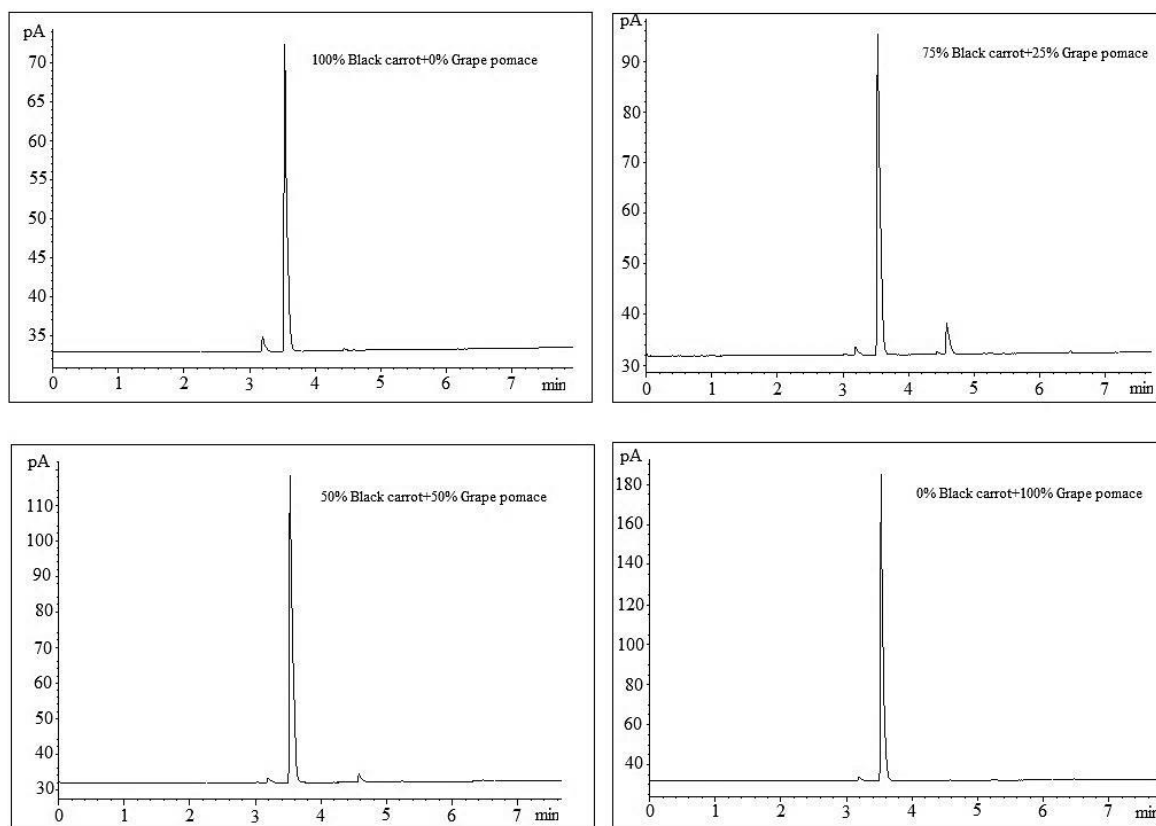 pA
100% Black carrot+0% Grape pomace
70
65
60
55
50
45
40
35
0 1 2 3 4 5 6 7 min
pA
75% Black carrot+25% Grape pomace
90
80
70
60
50
40
30
0 1 2 3 4 5 6 7 min
pA
50% Black carrot+50% Grape pomace
110
100
90
80
70
60
50
40
30
0 1 2 3 4 5 6 7 min
pA
0% Black carrot+100% Grape pomace
180
160
140
120
100
80
60
40
0 1 2 3 4 5 6 7 min